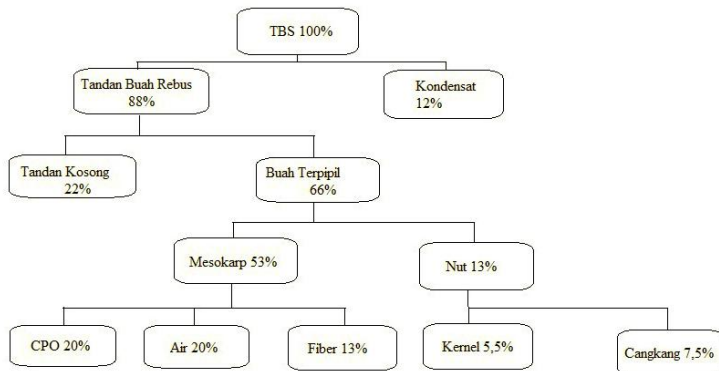 TBS 100%
Tandan Buah Rebus
88%
Kondensat
12%
Tandan Kosong
22%
Buah Terpipil
66%
Mesokarp 53%
Nut 13%
CPO 20%
Air 20%
Fiber 13%
Kernel 5,5%
Cangkang 7,5%